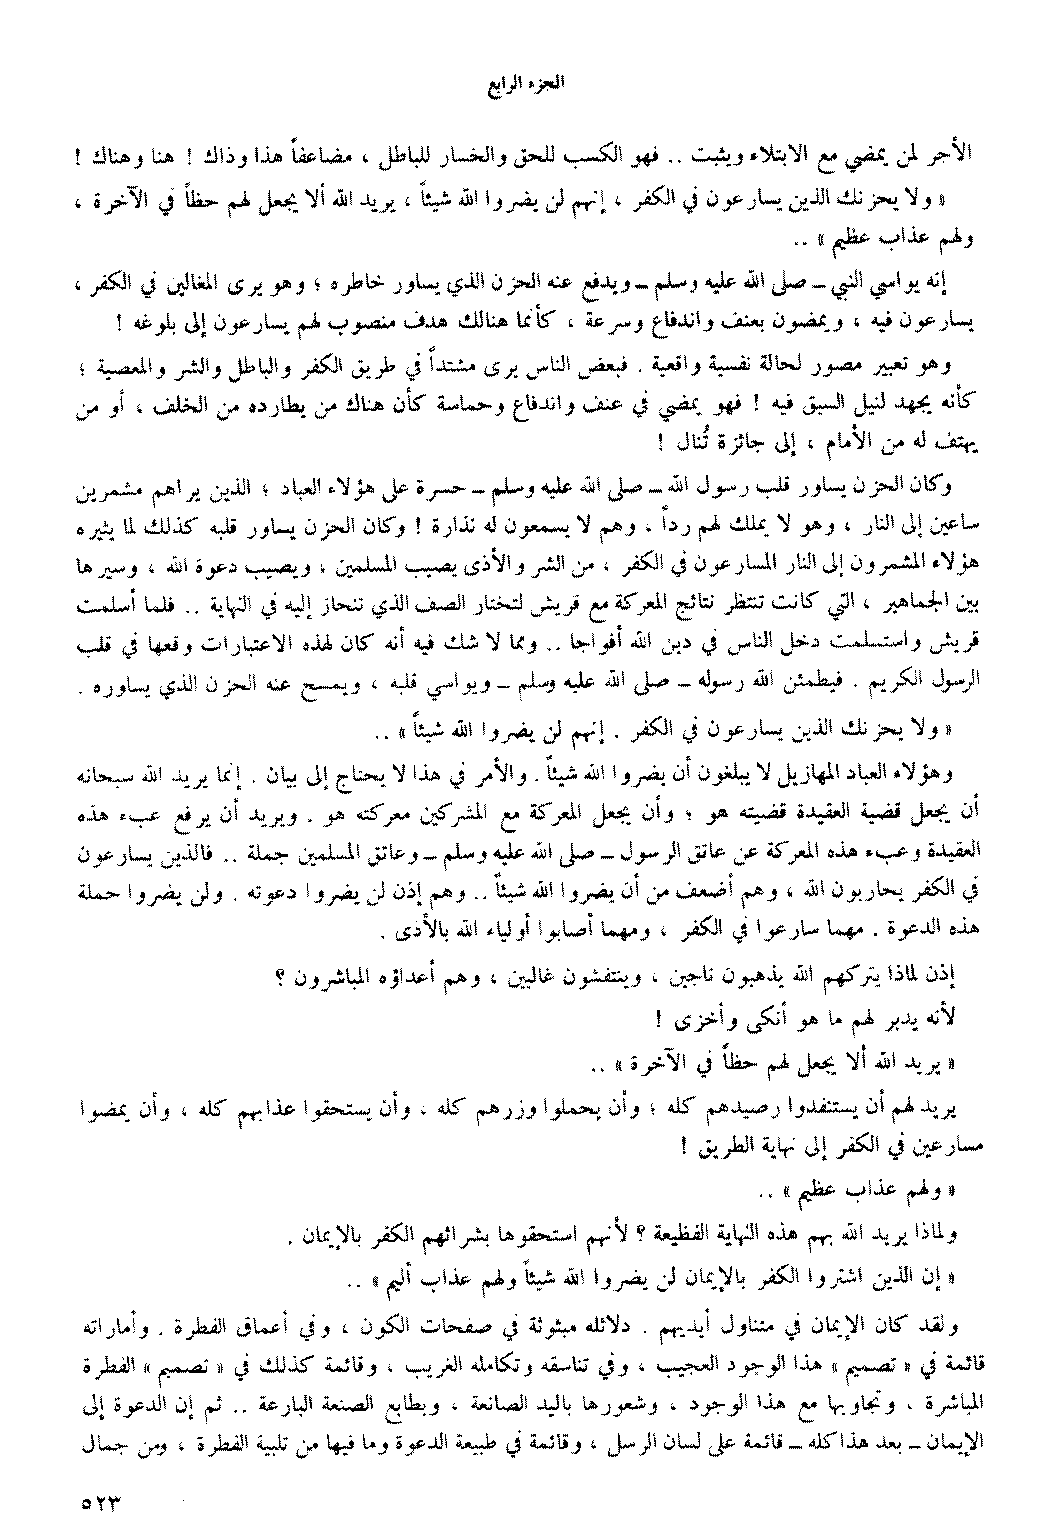 الجزء الرابع
الأجر لمن يمضي مع الابتلاء ويثبت .. فهو الكسب للحق والخسار للباطل ، مضاعفاً هذا وذاك ! هنا وهناك !
« ولا يحزنك الذين يسارعون في الكفر ، إنهم لن يضروا الله شيئاً ، يريد الله ألا يجعل لهم حظاً في الآخرة ،
ولهم عذاب عظيم » ..
إنه يواسي النبي – صلى الله عليه وسلم – ويدفع عنه الحزن الذي يساور خاطره ؛ وهو يرى المغالين في الكفر ،
يسارعون فيه ، ويمضون بعنف واندفاع وسرعة ، كأنما هنالك هدف منصوب لهم يسارعون إلى بلوغه !
وهو تعبير مصور لحالة نفسية واقعية . فبعض الناس يرى مشتداً في طريق الكفر والباطل والشر والمعصية ؛
كأنه يجهد لنيل السبق فيه ! فهو يمضي في عنف واندفاع وحماسة كأن هناك من يطارده من الخلف ، أو من
يهتف له من الأمام ، إلى جائزة تُنال !
وكان الحزن يساور قلب رسول الله – صلى الله عليه وسلم – حسرة على هؤلاء العباد ؛ الذين يراهم مشمرين
ساعين إلى النار ، وهو لا يملك لهم رداً ، وهم لا يسمعون له نذارة ! وكان الحزن يساور قلبه كذلك لما يثيره
هؤلاء المشمرون إلى النار المسارعون في الكفر ، من الشر والأذى يصيب المسلمين ، ويصيب دعوة الله ، وسيرها
بين الجماهير ، التي كانت تنتظر نتائج المعركة مع قريش لتختار الصف الذي تنحاز إليه في النهاية .. فلما أسلمت
قريش واستسلمت دخل الناس في دين الله أفواجا .. ومما لا شك فيه أنه كان لهذه الاعتبارات وقعها في قلب
الرسول الكريم . فيطمئن الله رسوله – صلى الله عليه وسلم – ويواسي قلبه ، ويمسح عنه الحزن الذي يساوره .
« ولا يحزنك الذين يسارعون في الكفر . إنهم لن يضروا الله شيئاً » ..
وهؤلاء العباد المهازيل لا يبلغون أن يضروا الله شيئاً . والأمر في هذا لا يحتاج إلى بيان . إنما يريد الله سبحانه
أن يجعل قضية العقيدة قضيته هو ؛ وأن يجعل المعركة مع المشركين معركته هو . ويريد أن يرفع عبء هذه
العقيدة وعبء هذه المعركة عن عاتق الرسول – صلى الله عليه وسلم – وعاتق المسلمين جملة .. فالذين يسارعون
في الكفر يحاربون الله ، وهم أضعف من أن يضروا الله شيئاً .. وهم إذن لن يضروا دعوته . ولن يضروا حملة
هذه الدعوة . مهما سارعوا في الكفر ، ومهما أصابوا أولياء الله بالأذى .
إذن لماذا يتركهم الله يذهبون ناجين ، وينتفشون غالبين ، وهم أعداؤه المباشرون ؟
لأنه يدبر لهم ما هو أنكى وأخزى !
« يريد الله ألا يجعل لهم حظاً في الآخرة » ..
يريد لهم أن يستنفدوا رصيدهم كله ؛ وأن يحملوا وزرهم كله ، وأن يستحقوا عذابهم كله ، وأن يمضوا
مسارعين في الكفر إلى نهاية الطريق !
« ولهم عذاب عظيم » ..
ولماذا يريد الله بهم هذه النهاية الفظيعة ؟ لأنهم استحقوها بشرائهم الكفر بالإيمان .
« إن الذين اشتروا الكفر بالإيمان لن يضروا الله شيئاً ولهم عذاب أليم » ..
ولقد كان الإيمان في متناول أيديهم . دلائله مبثوثة في صفحات الكون ، وفي أعماق الفطرة . وأماراته
قائمة في « تصميم » هذا الوجود العجيب ، وفي تناسقه وتكامله الغريب ، وقائمة كذلك في « تصميم » الفطرة
المباشرة ، وتجاوبها مع هذا الوجود ، وشعورها باليد الصانعة ، وبطابع الصنعة البارعة .. ثم إن الدعوة إلى
الإيمان – بعد هذا كله – قائمة على لسان الرسل ، وقائمة في طبيعة الدعوة وما فيها من تلبية الفطرة ، ومن جمال
٥٢٣